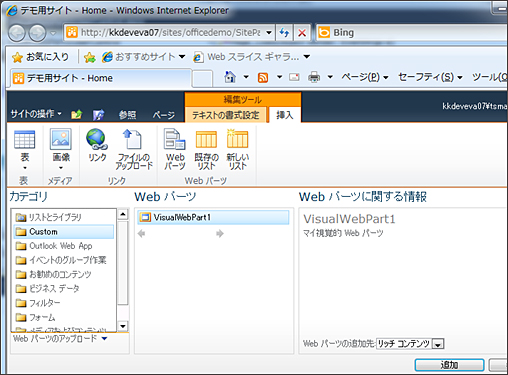 デモ用サイト - Home - Windows Internet Explorer
http://kkdeveva07/sites/officedemo/SitePa
Bing
お気に入り
おすすめサイト
Web スライス ギャラ...
デモ用サイト - Home
ページ(P)
セーフティ(S)
ツール(O
編集ツール
サイトの操作
参照
ページ
テキストの書式設定
挿入
kkdeveva07¥tsma
表
画像
リンク
ファイルのアップロード
Web パーツ
既存のリスト
新しいリスト
表
メディア
リンク
Web パーツ
カテゴリ
Web パーツ
Web パーツに関する情報
リストとライブラリ
Custom
Outlook Web App
イベントのグループ作業
お勧めのコンテンツ
ビジネス データ
フィルター
フォーム
メディアおよびコンテンツ
VisualWebPart1
VisualWebPart1
マイ視覚的 Web パーツ
Web パーツのアップロード
Web パーツの追加先:
リッチ コンテンツ
追加